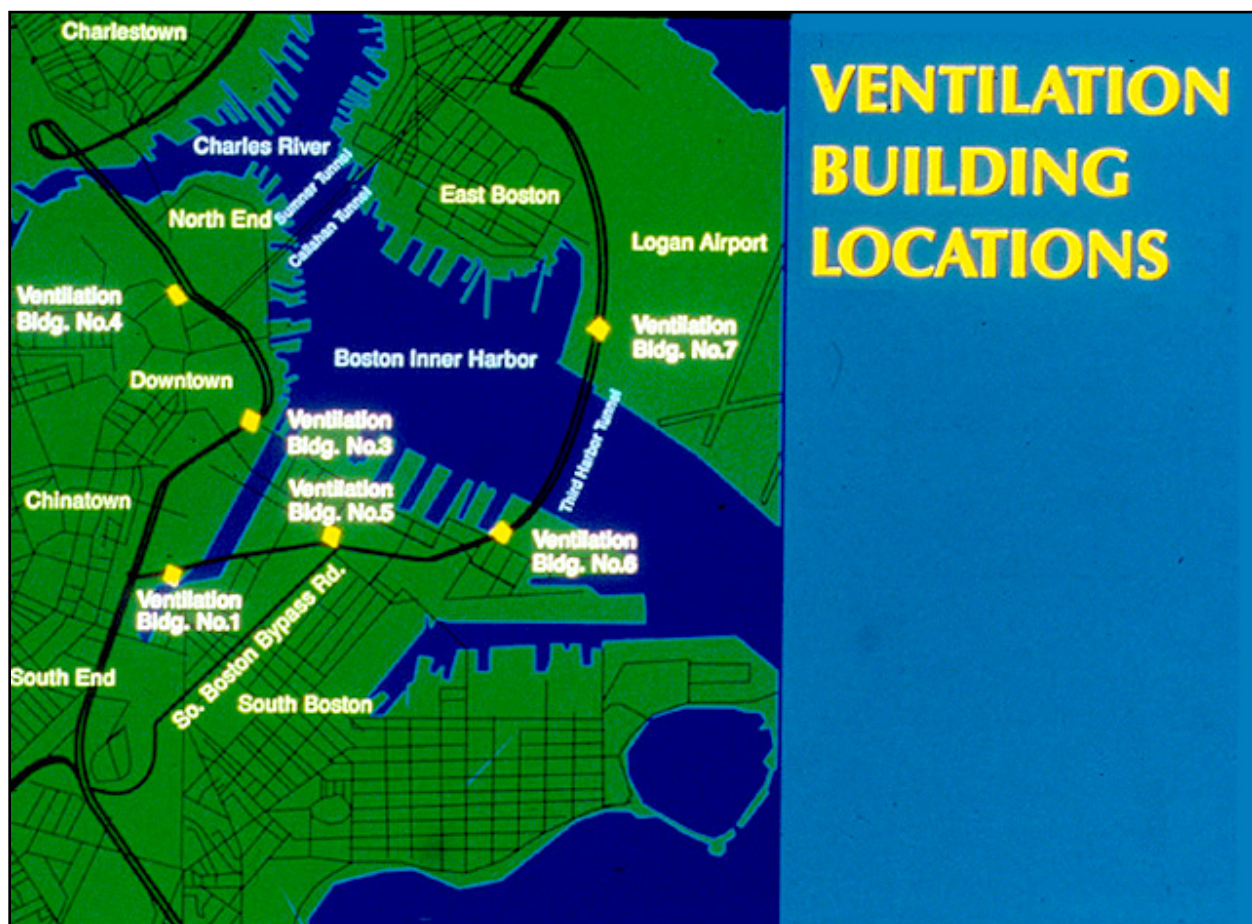 VENTILATION
BUILDING
LOCATIONS
Charlestown
Charles River
Sumner Tunnel
Callahan Tunnel
North End
East Boston
Logan Airport
Ventilation
Bldg. No.4
Ventilation
Bldg. No.7
Boston Inner Harbor
Downtown
Third Harbor Tunnel
Ventilation
Bldg. No.3
Chinatown
Ventilation
Bldg. No.5
Ventilation
Bldg. No.6
Ventilation
Bldg. No.1
So. Boston Bypass Rd.
South End
South Boston